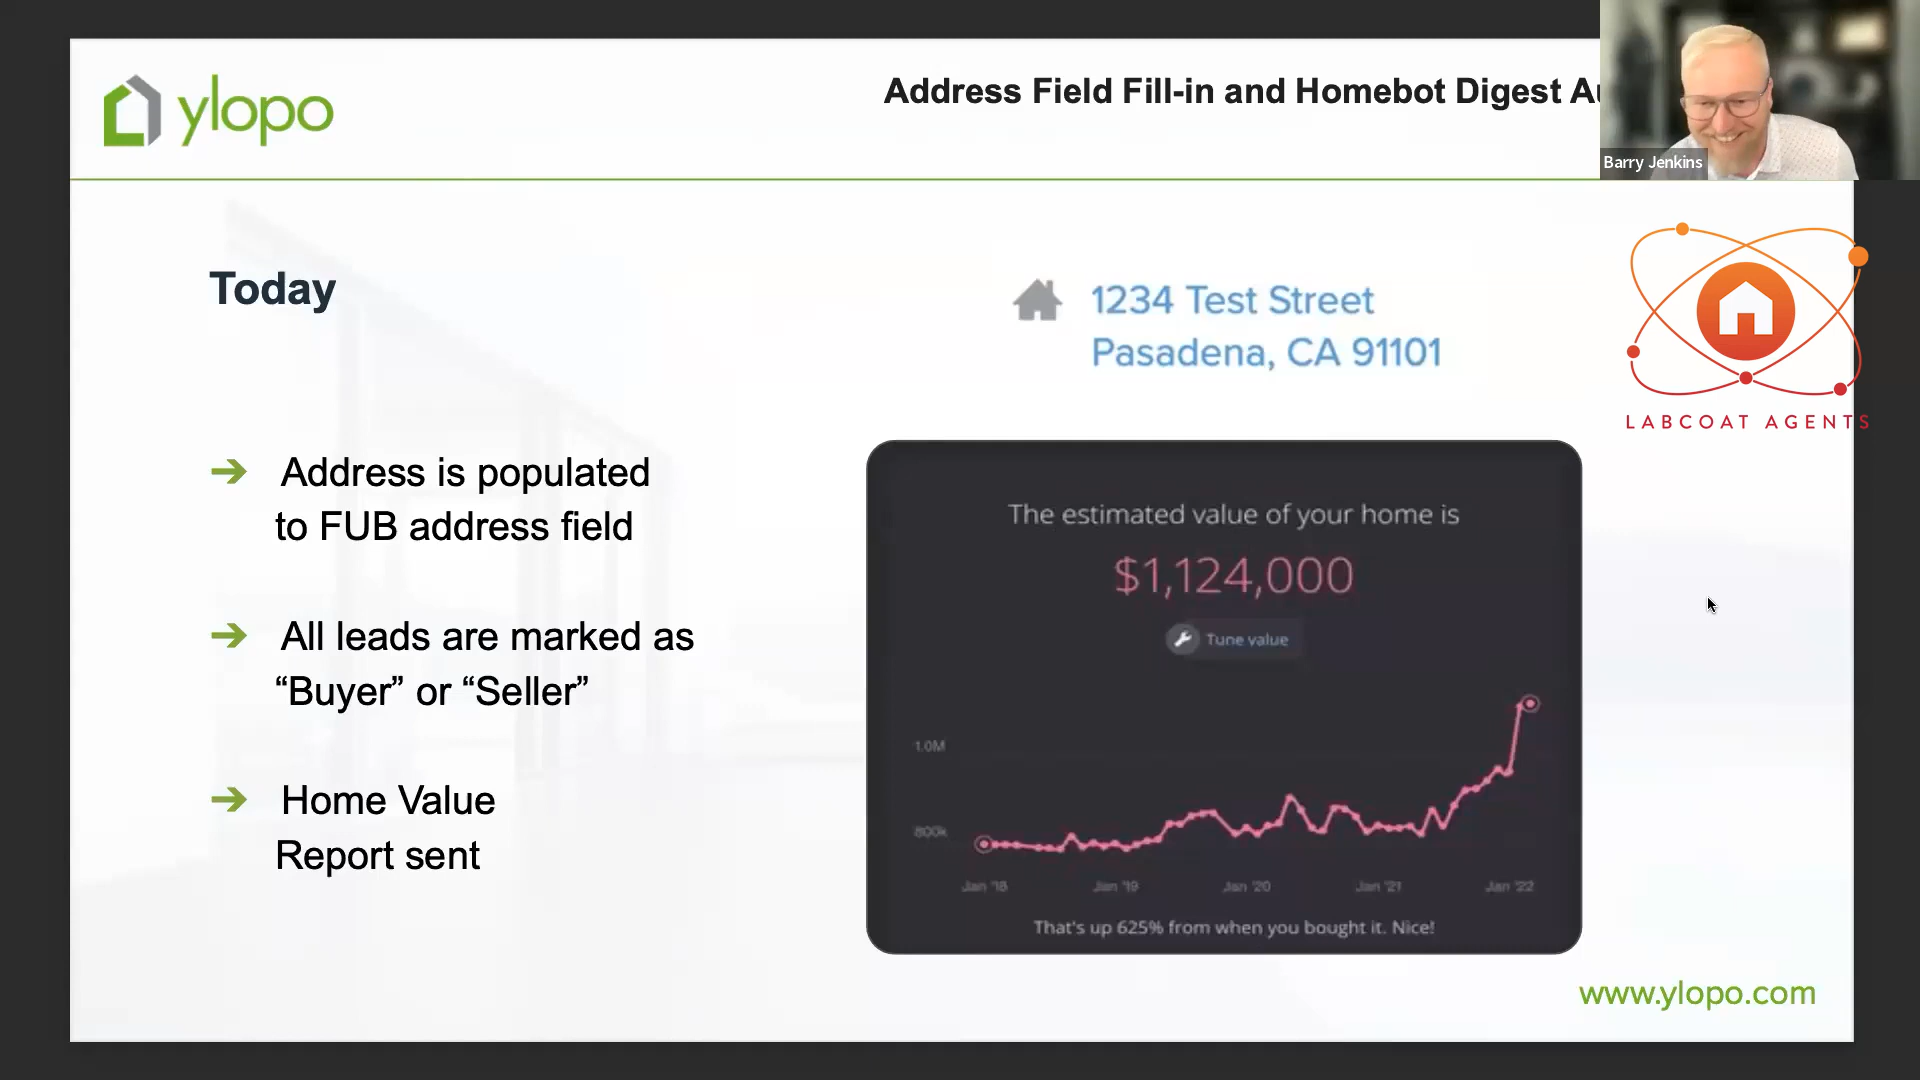 ylopo
Address Field Fill-in and Homebot Digest
Barry Jenkins
Today
1234 Test Street
Pasadena, CA 91101
LABCOAT AGENTS
➔ Address is populated
to FUB address field
➔ All leads are marked as
“Buyer” or “Seller”
➔ Home Value
Report sent
The estimated value of your home is
$1,124,000
Tune value
1.0M
800k
Jan '18 Jan '19 Jan '20 Jan '21 Jan '22
That's up 625% from when you bought it. Nice!
www.ylopo.com